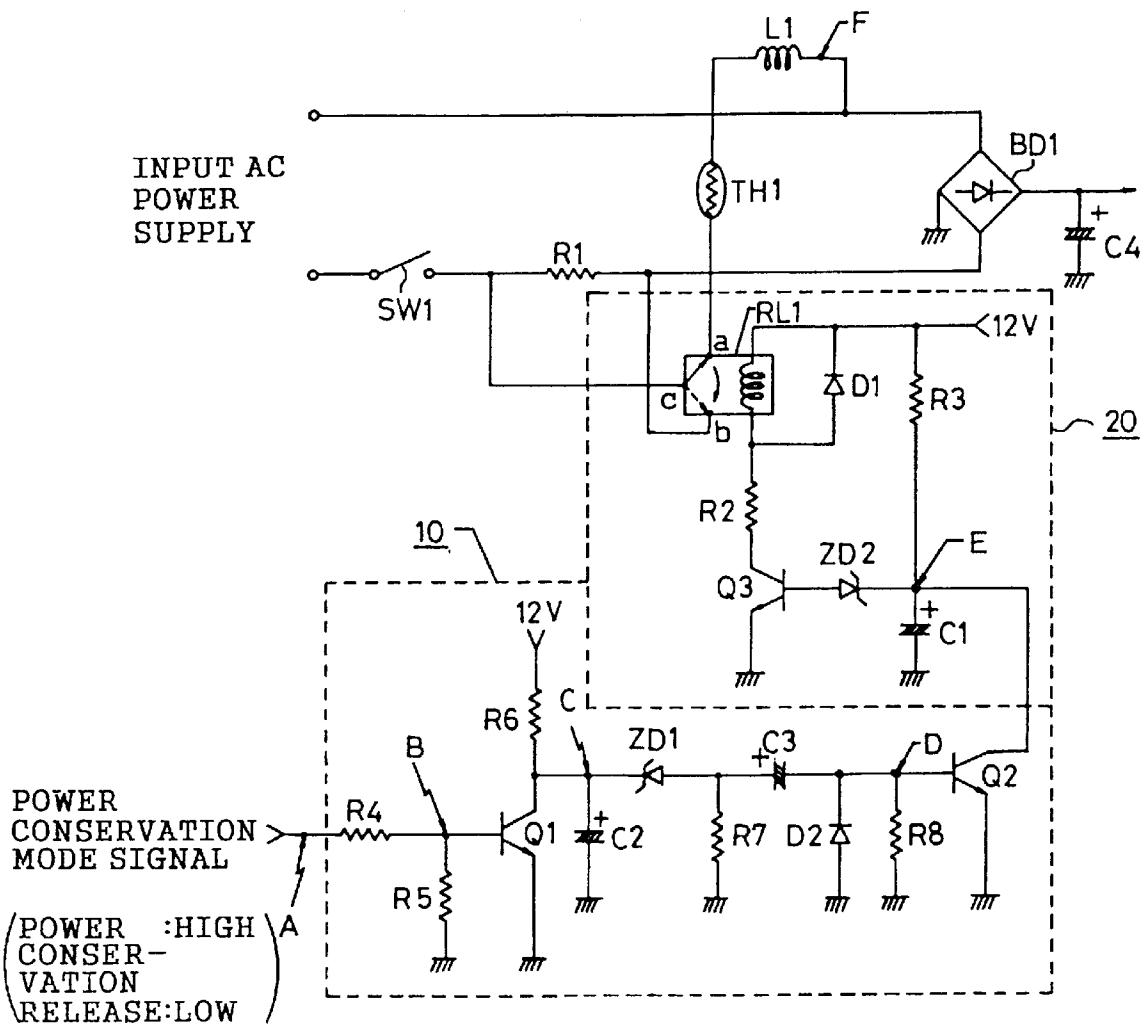 L1
F
INPUT AC
POWER
SUPPLY
TH1
BD1
+
C4
R1
SW1
RL1
12V
a
c
b
D1
R3
20
R2
10
ZD2
E
Q3
+
C1
12V
R6
C
ZD1
C3
+
D
Q2
B
POWER
CONSERVATION
MODE SIGNAL
R4
Q1
+
C2
R7
D2
R8
R5
A
(POWER :HIGH
CONSER-
VATION
RELEASE:LOW)